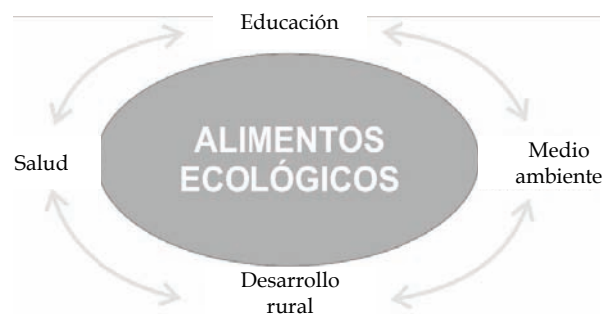 Educación
ALIMENTOS
ECOLÓGICOS
Salud
Medio
ambiente
Desarrollo
rural